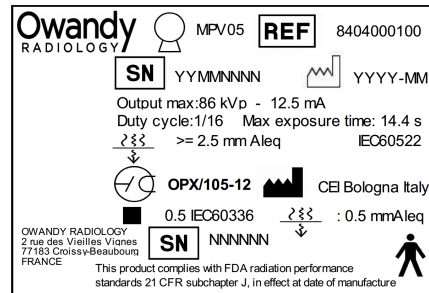 Owandy
RADIOLOGY
MPV05 REF 8404000100
SN YYMMNNNN YYYY-MM
Output max:86 kVp - 12.5 mA
Duty cycle:1/16 Max exposure time: 14.4 s
>= 2.5 mm Aleq IEC60522
OPX/105-12 CEI Bologna Italy
0.5 IEC60336 : 0.5 mmAleq
OWANDY RADIOLOGY
2 rue des Vieilles Vignes
77183 Croissy-Beaubourg
FRANCE
SN NNNNNN
This product complies with FDA radiation performance
standards 21 CFR subchapter J, in effect at date of manufacture